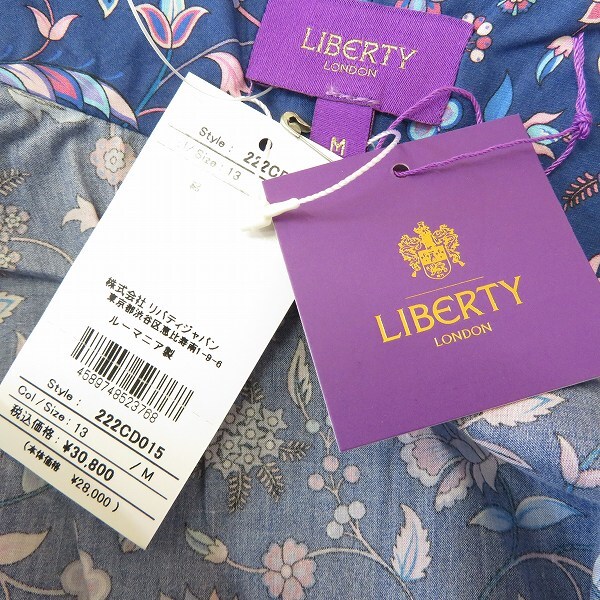 LIBERTY
LONDON
M
Style : 222CD
/Size : 13
株式会社 リバティジャパン
東京都渋谷区恵比寿南1-9-6
ルーマニア製
4589749523768
Style : 222CD015
Col/Size : 13 / M
税込価格 : ¥30,800
(本体価格 ¥28,000)
LIBERTY
LONDON